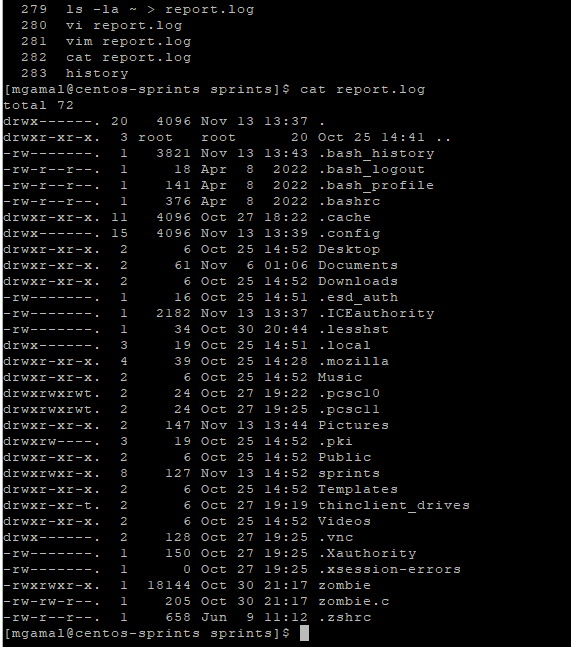 279 ls -la ~ > report.log
280 vi report.log
281 vim report.log
282 cat report.log
283 history
[mgamal@centos-sprints sprints]$ cat report.log
total 72
drwx------. 20 4096 Nov 13 13:37 .
drwxr-xr-x. 3 root root 20 Oct 25 14:41 ..
-rw-------. 1 3821 Nov 13 13:43 .bash_history
-rw-r--r--. 1 18 Apr 8 2022 .bash_logout
-rw-r--r--. 1 141 Apr 8 2022 .bash_profile
-rw-r--r--. 1 376 Apr 8 2022 .bashrc
drwxr-xr-x. 11 4096 Oct 27 18:22 .cache
drwx------. 15 4096 Nov 13 13:39 .config
drwxr-xr-x. 2 6 Oct 25 14:52 Desktop
drwxr-xr-x. 2 61 Nov 6 01:06 Documents
drwxr-xr-x. 2 6 Oct 25 14:52 Downloads
-rw-------. 1 16 Oct 25 14:51 .esd_auth
-rw-------. 1 2182 Nov 13 13:37 .ICEauthority
-rw-------. 1 34 Oct 30 20:44 .lesshst
drwx------. 3 19 Oct 25 14:51 .local
drwxr-xr-x. 4 39 Oct 25 14:28 .mozilla
drwxr-xr-x. 2 6 Oct 25 14:52 Music
drwxrwxrwt. 2 24 Oct 27 19:22 .pcsc10
drwxrwxrwt. 2 24 Oct 27 19:25 .pcsc11
drwxr-xr-x. 2 147 Nov 13 13:44 Pictures
drwxrw----. 3 19 Oct 25 14:52 .pki
drwxr-xr-x. 2 6 Oct 25 14:52 Public
drwxrwxr-x. 8 127 Nov 13 14:52 sprints
drwxr-xr-x. 2 6 Oct 25 14:52 Templates
drwxr-xr-t. 2 6 Oct 27 19:19 thinclient_drives
drwxr-xr-x. 2 6 Oct 25 14:52 Videos
drwx------. 2 128 Oct 27 19:25 .vnc
-rw-------. 1 150 Oct 27 19:25 .Xauthority
-rw-------. 1 0 Oct 27 19:25 .xsession-errors
-rwxrwxr-x. 1 18144 Oct 30 21:17 zombie
-rw-rw-r--. 1 205 Oct 30 21:17 zombie.c
-rw-r--r--. 1 658 Jun 9 11:12 .zshrc
[mgamal@centos-sprints sprints]$